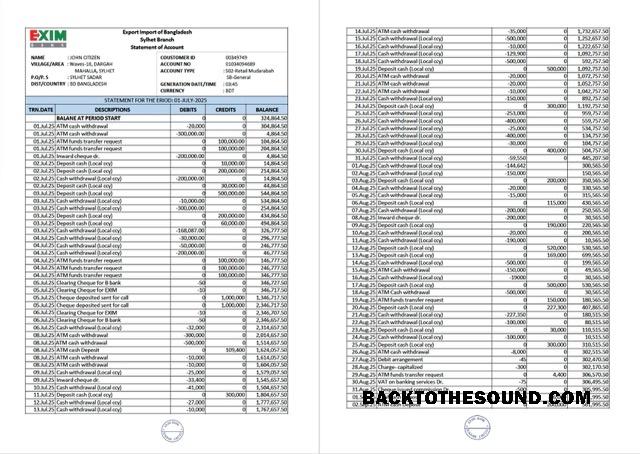 EXIM
BANK
Export Import of Bangladesh
Sylhet Branch
Statement of Account
NAME : JOHN CITIZEN
VILLAGE/AREA : Waves-10, DARGAH
MAHALLA, SYLHET
P.O/P.S : SYLHET SADAR
DIST/COUNTRY : BD BANGLADESH
COUSTOMER ID : 00349749
ACCOUNT NO : 01034094689
ACCOUNT TYPE : 502-Retail Mudarabah
SB-General
GENERATION DATE/TIME : 03:45
CURRENCY : BDT
STATEMENT FOR THE ERIOD: 01-JULY-2025
TRN.DATE DESCRIPTIONS DEBITS CREDITS BALANCE
BALANE AT PERIOD START 0 0 324,864.50
01.Jul.25 ATM cash withdrawal -20,000 0 304,864.50
01.Jul.25 ATM cash withdrawal -300,000.00 0 4,864.50
01.Jul.25 ATM funds transfer request 0 100,000.00 104,864.50
01.Jul.25 ATM funds transfer request 0 100,000.00 204,864.50
01.Jul.25 Inward cheque dr. -200,000.00 0 4,864.50
02.Jul.25 Deposit cash (Local ccy) 0 10,000.00 14,864.50
02.Jul.25 Deposit cash (Local ccy) 0 200,000.00 214,864.50
02.Jul.25 Cash withdrawal (Local ccy) -200,000.00 0 14,864.50
02.Jul.25 Deposit cash (Local ccy) 0 30,000.00 44,864.50
02.Jul.25 Deposit cash (Local ccy) 0 500,000.00 544,864.50
03.Jul.25 Cash withdrawal (Local ccy) -10,000.00 0 534,864.50
03.Jul.25 Cash withdrawal (Local ccy) -300,000.00 0 254,864.50
03.Jul.25 Deposit cash (Local ccy) 0 200,000.00 434,864.50
03.Jul.25 Deposit cash (Local ccy) 0 60,000.00 494,864.50
03.Jul.25 Cash withdrawal (Local ccy) -168,087.00 0 326,777.50
04.Jul.25 Cash withdrawal (Local ccy) -30,000.00 0 296,777.50
04.Jul.25 Cash withdrawal (Local ccy) -50,000.00 0 246,777.50
04.Jul.25 Cash withdrawal (Local ccy) -200,000.00 0 46,777.50
04.Jul.25 ATM funds transfer request 0 100,000.00 146,777.50
04.Jul.25 ATM funds transfer request 0 100,000.00 246,777.50
04.Jul.25 ATM funds transfer request 0 100,000.00 346,777.50
05.Jul.25 Clearing Cheque for B bank -50 0 346,727.50
05.Jul.25 Clearing Cheque for EXIM -10 0 346,717.50
05.Jul.25 Cheque deposited sent for call 0 1,000,000 1,346,717.50
05.Jul.25 Cheque deposited sent for call 0 1,000,000 2,346,717.50
06.Jul.25 Clearing Cheque for EXIM -10 0 2,346,707.50
06.Jul.25 Clearing Cheque for B bank -50 0 2,346,657.50
06.Jul.25 Cash withdrawal (Local ccy) -32,000 0 2,314,657.50
08.Jul.25 ATM cash withdrawal -300,000 0 2,014,657.50
08.Jul.25 ATM cash withdrawal -500,000 0 1,514,657.50
08.Jul.25 ATM cash Deposit 0 109,400 1,624,057.50
08.Jul.25 ATM cash withdrawal -10,000 0 1,614,057.50
08.Jul.25 ATM cash withdrawal -10,000 0 1,604,057.50
08.Jul.25 Cash withdrawal (Local ccy) -25,000 0 1,579,057.50
09.Jul.25 Inward cheque dr. -33,400 0 1,545,657.50
10.Jul.25 Cash withdrawal (Local ccy) -41,000 0 1,504,657.50
11.Jul.25 Deposit cash (Local ccy) 0 300,000 1,804,657.50
12.Jul.25 Cash withdrawal (Local ccy) -27,000 0 1,777,657.50
13.Jul.25 Cash withdrawal (Local ccy) -10,000 0 1,767,657.50
14.Jul.25 ATM cash withdrawal -35,000 0 1,732,657.50
15.Jul.25 Cash withdrawal (Local ccy) -500,000 0 1,252,657.50
16.Jul.25 Cash withdrawal (Local ccy) -10,000 0 1,222,657.50
17.Jul.25 Cash withdrawal (Local ccy) -129,900 0 1,092,757.50
18.Jul.25 Cash withdrawal (Local ccy) -500,000 0 592,757.50
19.Jul.25 Deposit cash (Local ccy) 0 500,000 1,092,757.50
20.Jul.25 ATM cash withdrawal -20,000 0 1,072,757.50
21.Jul.25 ATM cash withdrawal -20,000 0 1,052,757.50
22.Jul.25 ATM cash withdrawal -10,000 0 1,042,757.50
23.Jul.25 Cash withdrawal (Local ccy) -150,000 0 892,757.50
24.Jul.25 Deposit cash (Local ccy) 0 300,000 1,192,757.50
25.Jul.25 Cash withdrawal (Local ccy) -253,000 0 959,757.50
26.Jul.25 Cash withdrawal (Local ccy) -400,000 0 559,757.50
27.Jul.25 Cash withdrawal (Local ccy) -25,000 0 534,757.50
28.Jul.25 Cash withdrawal (Local ccy) -400,000 0 134,757.50
29.Jul.25 Cash withdrawal (Local ccy) -30,000 0 104,757.50
30.Jul.25 Deposit cash (Local ccy) 0 400,000 504,757.50
31.Jul.25 Cash withdrawal (Local ccy) -59,550 0 445,207.50
01.Aug.25 Cash withdrawal (Local ccy) -144,642 0 300,565.50
02.Aug.25 Cash withdrawal (Local ccy) -150,000 0 150,565.50
03.Aug.25 Deposit cash (Local ccy) 0 200,000 350,565.50
04.Aug.25 Cash withdrawal (Local ccy) -20,000 0 330,565.50
05.Aug.25 Cash withdrawal (Local ccy) -15,000 0 315,565.50
06.Aug.25 Deposit cash (Local ccy) 0 115,000 430,565.50
07.Aug.25 Cash withdrawal (Local ccy) -200,000 0 250,565.50
08.Aug.25 Inward cheque dr. -200,000 0 30,565.50
09.Aug.25 Deposit cash (Local ccy) 0 190,000 220,565.50
10.Aug.25 Cash withdrawal (Local ccy) -20,000 0 200,565.50
11.Aug.25 Cash withdrawal (Local ccy) -190,000 0 10,565.50
12.Aug.25 Deposit cash (Local ccy) 0 520,000 530,565.50
13.Aug.25 Deposit cash (Local ccy) 0 169,000 699,565.50
14.Aug.25 Cash withdrawal (Local ccy) -500,000 0 199,565.50
15.Aug.25 ATM cash withdrawal -150,000 0 49,565.50
16.Aug.25 Cash withdrawal (Local ccy) -19000 0 30,565.50
17.Aug.25 Deposit cash (Local ccy) 0 500,000 530,565.50
18.Aug.25 ATM Cash withdrawal -500,000 0 30,565.50
19.Aug.25 ATM funds transfer request 0 150,000 180,565.50
20.Aug.25 Deposit cash (Local ccy) 0 227,300 407,865.50
21.Aug.25 Cash withdrawal (Local ccy) -227,350 0 180,515.50
22.Aug.25 Cash withdrawal (Local ccy) -100,000 0 80,515.50
23.Aug.25 Deposit cash (Local ccy) 0 30,000 110,515.50
24.Aug.25 Cash withdrawal (Local ccy) -100,000 0 10,515.50
25.Aug.25 Deposit cash (Local ccy) 0 300,000 310,515.50
26.Aug.25 ATM cash withdrawal -8,000 0 302,515.50
27.Aug.25 Debit arrangement -45 0 302,470.50
28.Aug.25 Charge- capitalized -300 0 302,170.50
29.Aug.25 ATM funds transfer request 0 4,400 306,570.50
30.Aug.25 VAT on banking services Dr. -75 0 306,495.50
31.Aug.25 Cheque issued commission Dr. -500 0 305,995.50
BACKTOTHESOUND.COM
02.Sep.25 ATM cash Deposit 0